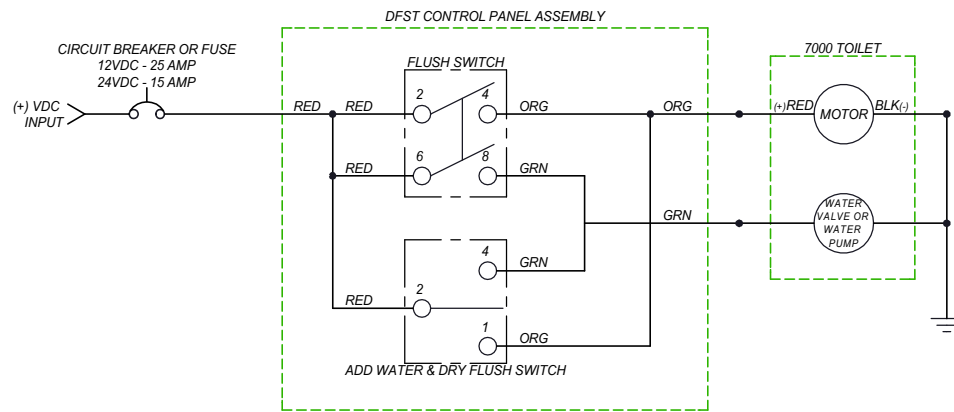 DFST CONTROL PANEL ASSEMBLY
CIRCUIT BREAKER OR FUSE
12VDC - 25 AMP
24VDC - 15 AMP
(+) VDC
INPUT
FLUSH SWITCH
7000 TOILET
RED
RED
2
4
ORG
ORG
(+)RED
MOTOR
BLK(-)
RED
6
8
GRN
GRN
WATER
VALVE OR
WATER
PUMP
4
GRN
RED
2
1
ORG
ADD WATER & DRY FLUSH SWITCH